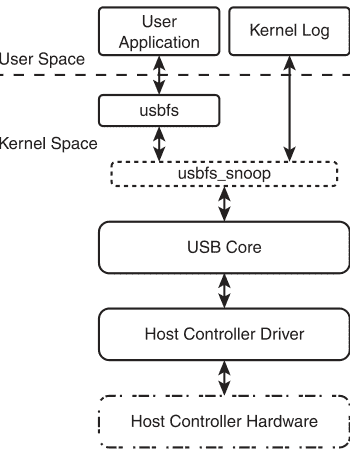 User
Application
Kernel Log
User Space
usbfs
Kernel Space
usbfs_snoop
USB Core
Host Controller Driver
Host Controller Hardware